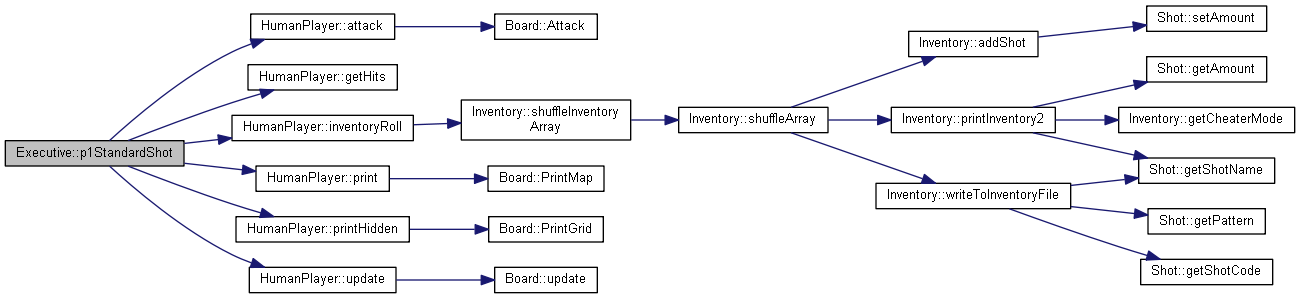 Executive::p1StandardShot
HumanPlayer::attack
Board::Attack
HumanPlayer::getHits
HumanPlayer::inventoryRoll
Inventory::shuffleInventory
Array
Inventory::shuffleArray
Inventory::addShot
Shot::setAmount
Inventory::printInventory2
Shot::getAmount
Inventory::getCheaterMode
Shot::getShotName
Inventory::writeToInventoryFile
Shot::getPattern
Shot::getShotCode
HumanPlayer::print
Board::PrintMap
HumanPlayer::printHidden
Board::PrintGrid
HumanPlayer::update
Board::update